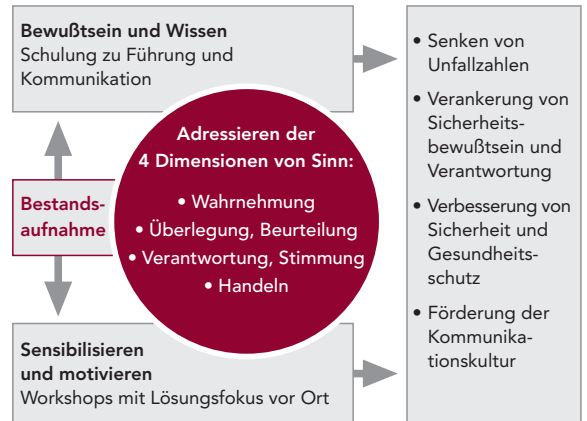 Bewußtsein und Wissen
Schulung zu Führung und
Kommunikation
Adressieren der
4 Dimensionen von Sinn:
• Wahrnehmung
• Überlegung, Beurteilung
• Verantwortung, Stimmung
• Handeln
Bestands-
aufnahme
Sensibilisieren
und motivieren
Workshops mit Lösungsfokus vor Ort
• Senken von
Unfallzahlen
• Verankerung von
Sicherheits-
bewußtsein und
Verantwortung
• Verbesserung von
Sicherheit und
Gesundheits-
schutz
• Förderung der
Kommunika-
tionskultur